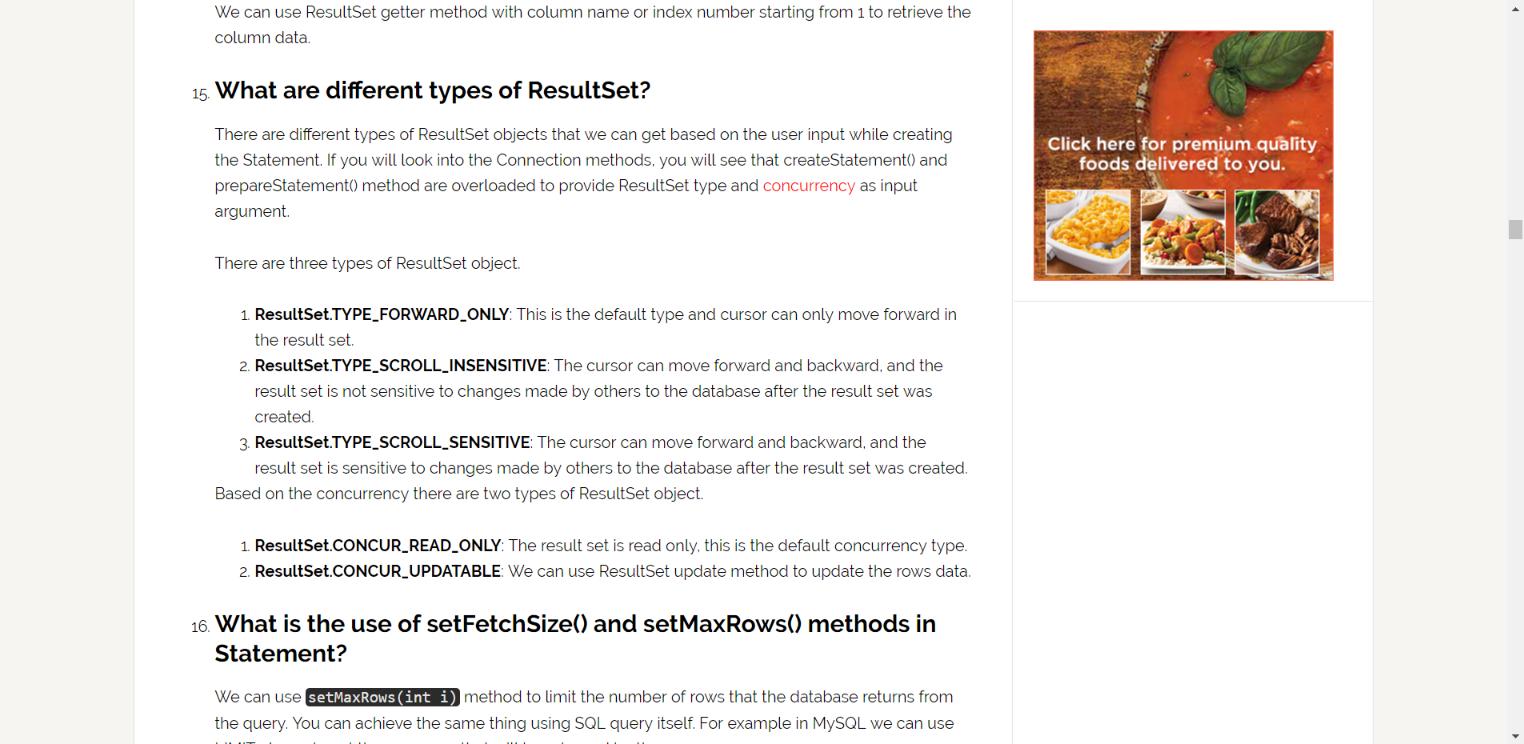 We can use ResultSet getter method with column name or index number starting from 1 to retrieve the
column data.
15. What are different types of ResultSet?
There are different types of ResultSet objects that we can get based on the user input while creating
the Statement. If you will look into the Connection methods, you will see that createStatement() and
prepareStatement() method are overloaded to provide ResultSet type and concurrency as input
argument.
There are three types of ResultSet object.
1. ResultSet.TYPE_FORWARD_ONLY: This is the default type and cursor can only move forward in
the result set.
2. ResultSet.TYPE_SCROLL_INSENSITIVE: The cursor can move forward and backward, and the
result set is not sensitive to changes made by others to the database after the result set was
created.
3. ResultSet.TYPE_SCROLL_SENSITIVE: The cursor can move forward and backward, and the
result set is sensitive to changes made by others to the database after the result set was created.
Based on the concurrency there are two types of ResultSet object.
1. ResultSet.CONCUR_READ_ONLY: The result set is read only, this is the default concurrency type.
2. ResultSet.CONCUR_UPDATABLE: We can use ResultSet update method to update the rows data.
16. What is the use of setFetchSize() and setMaxRows() methods in
Statement?
We can use setMaxRows(int i) method to limit the number of rows that the database returns from
the query. You can achieve the same thing using SQL query itself. For example in MySQL we can use
Click here for premium quality
foods delivered to you.